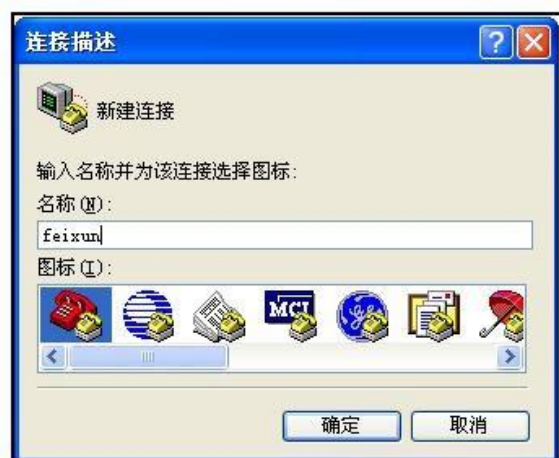 连接描述
新建连接
输入名称并为该连接选择图标:
名称(N):
feixun
图标(I):
MCI
确定
取消